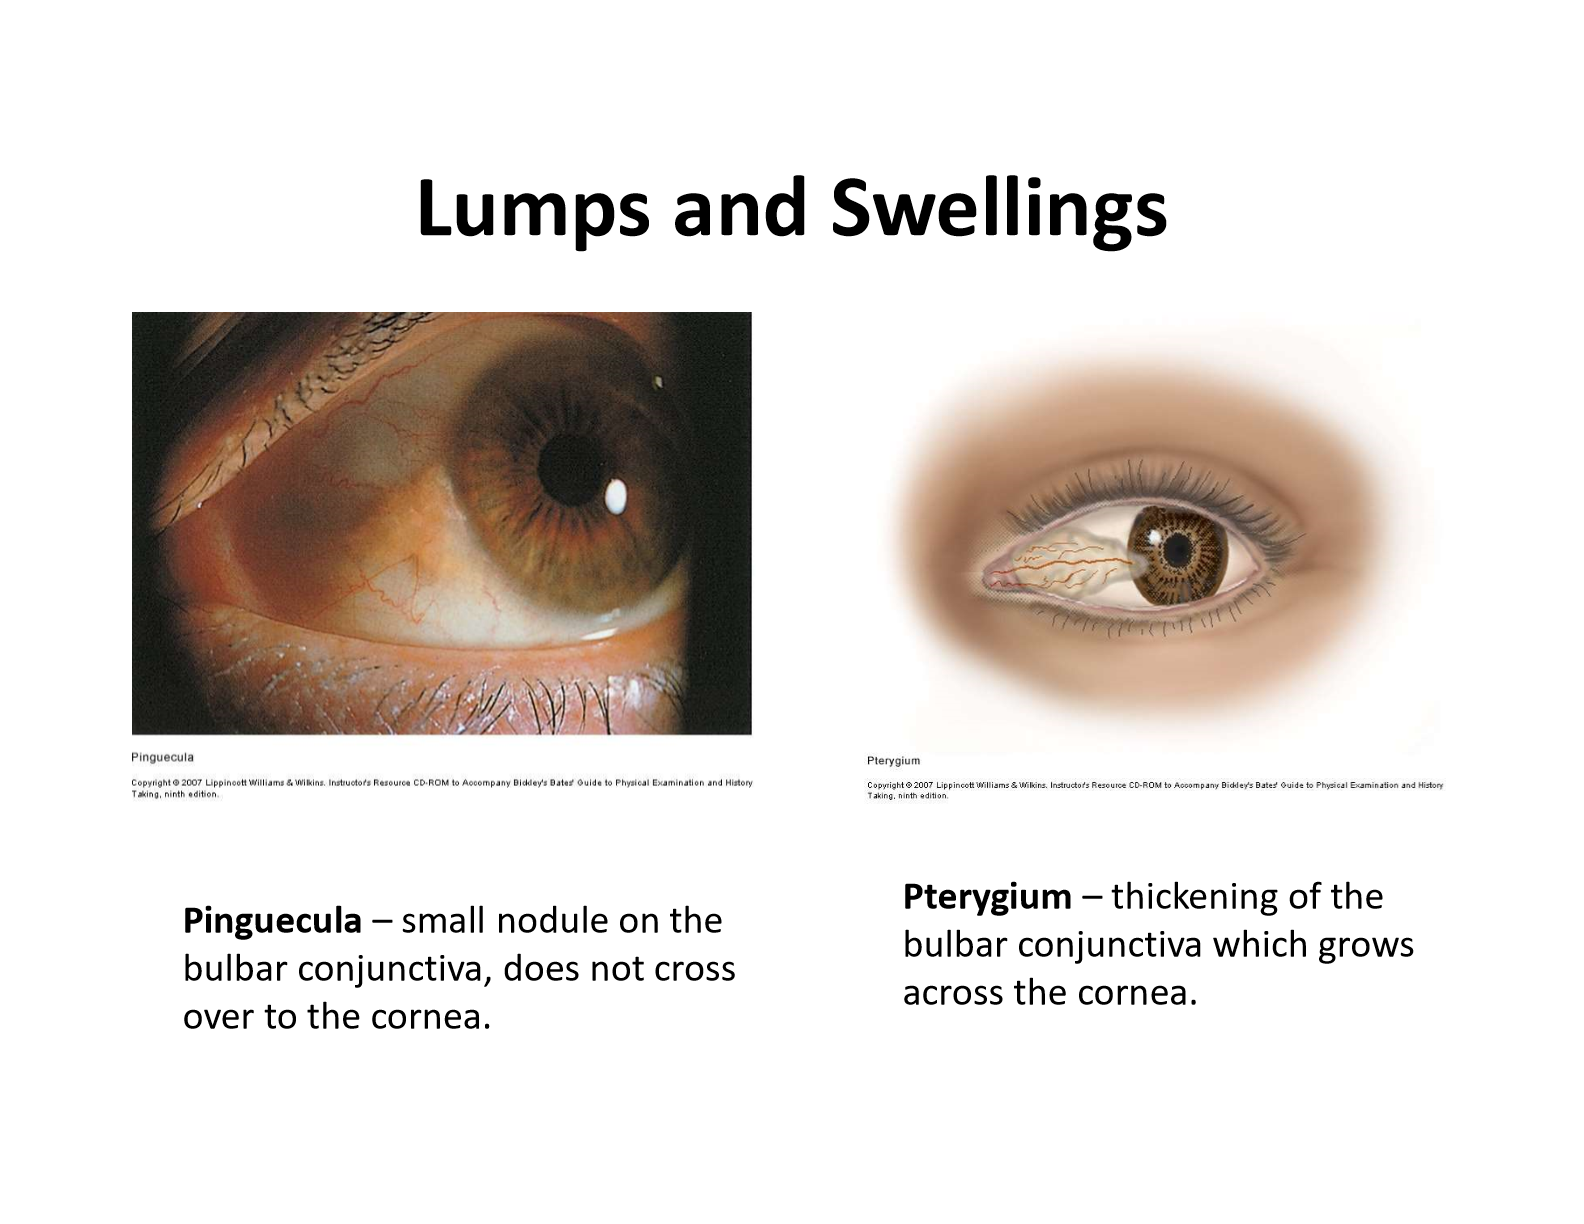 Lumps and Swellings
Pinguecula
Copyright © 2007 Lippincott Williams & Wilkins. Instructor's Resource CD-ROM to Accompany Bickley's Bates' Guide to Physical Examination and History
Taking, ninth edition.
Pterygium
Copyright © 2007 Lippincott Williams & Wilkins. Instructor's Resource CD-ROM to Accompany Bickley's Bates' Guide to Physical Examination and History
Taking, ninth edition.
Pinguecula – small nodule on the
bulbar conjunctiva, does not cross
over to the cornea.
Pterygium – thickening of the
bulbar conjunctiva which grows
across the cornea.